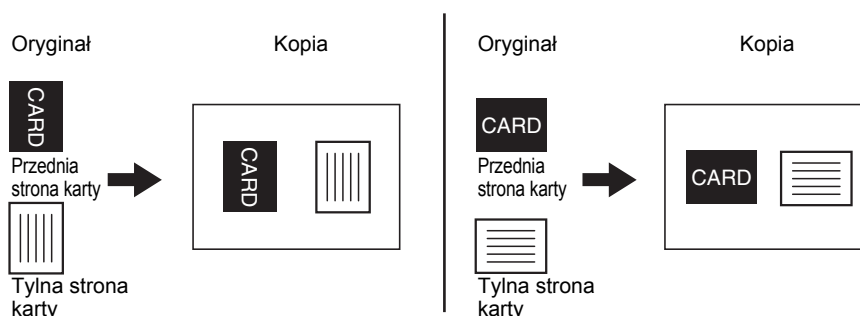 Oryginał
Kopia
CARD
Przednia
strona karty
CARD
Tylna strona
karty
Oryginał
Kopia
CARD
Przednia
strona karty
CARD
Tylna strona
karty